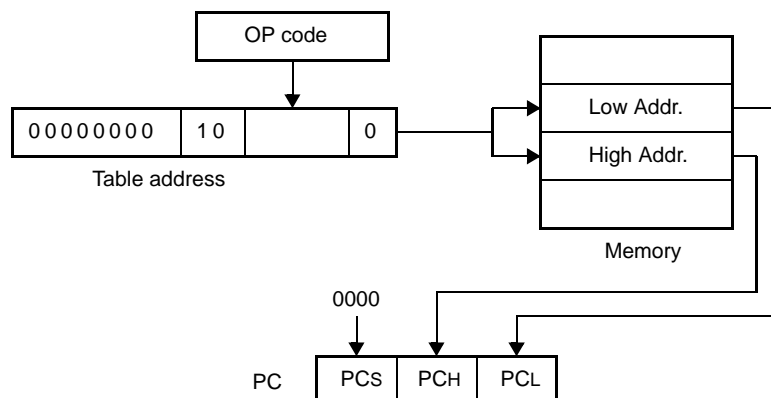 OP code
00000000 10 0
Table address
Low Addr.
High Addr.
Memory
0000
PC PCS PCH PCL